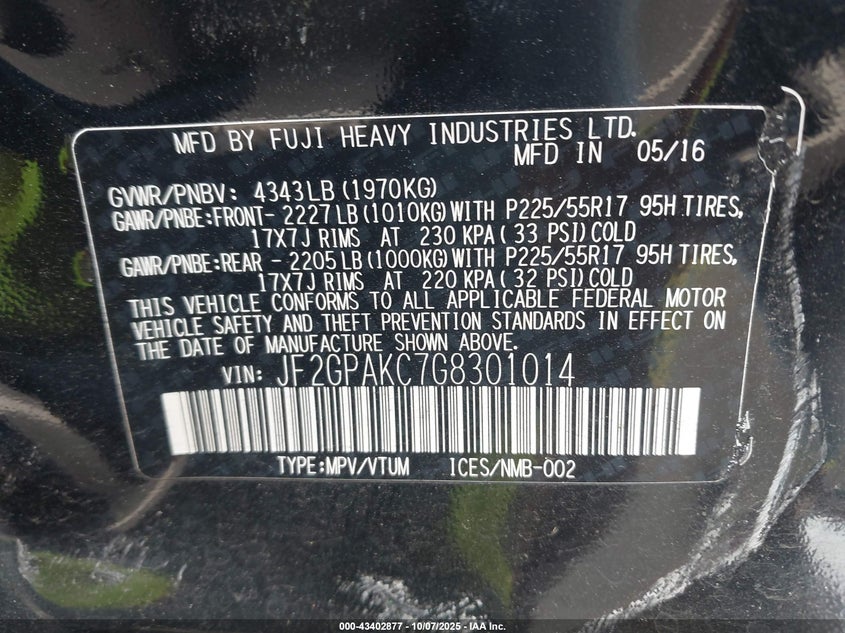 MFD BY FUJI HEAVY INDUSTRIES LTD.
MFD IN 05/16
GVWR/PNBV: 4343LB (1970KG)
GAWR/PNBE:FRONT- 2227 LB (1010KG) WITH P225/55R17 95H TIRES,
17X7J RIMS AT 230 KPA ( 33 PSI) COLD
GAWR/PNBE:REAR - 2205 LB (1000KG) WITH P225/55R17 95H TIRES,
17X7J RIMS AT 220 KPA ( 32 PSI) COLD
THIS VEHICLE CONFORMS TO ALL APPLICABLE FEDERAL MOTOR
VEHICLE SAFETY AND THEFT PREVENTION STANDARDS IN EFFECT ON
THE DATE OF MANUFACTURE SHOWN ABOVE.
VIN: JF2GPAKC7G8301014
TYPE:MPV/VTUM ICES/NMB-002
000-43402877 - 10/07/2025 - IAA Inc.